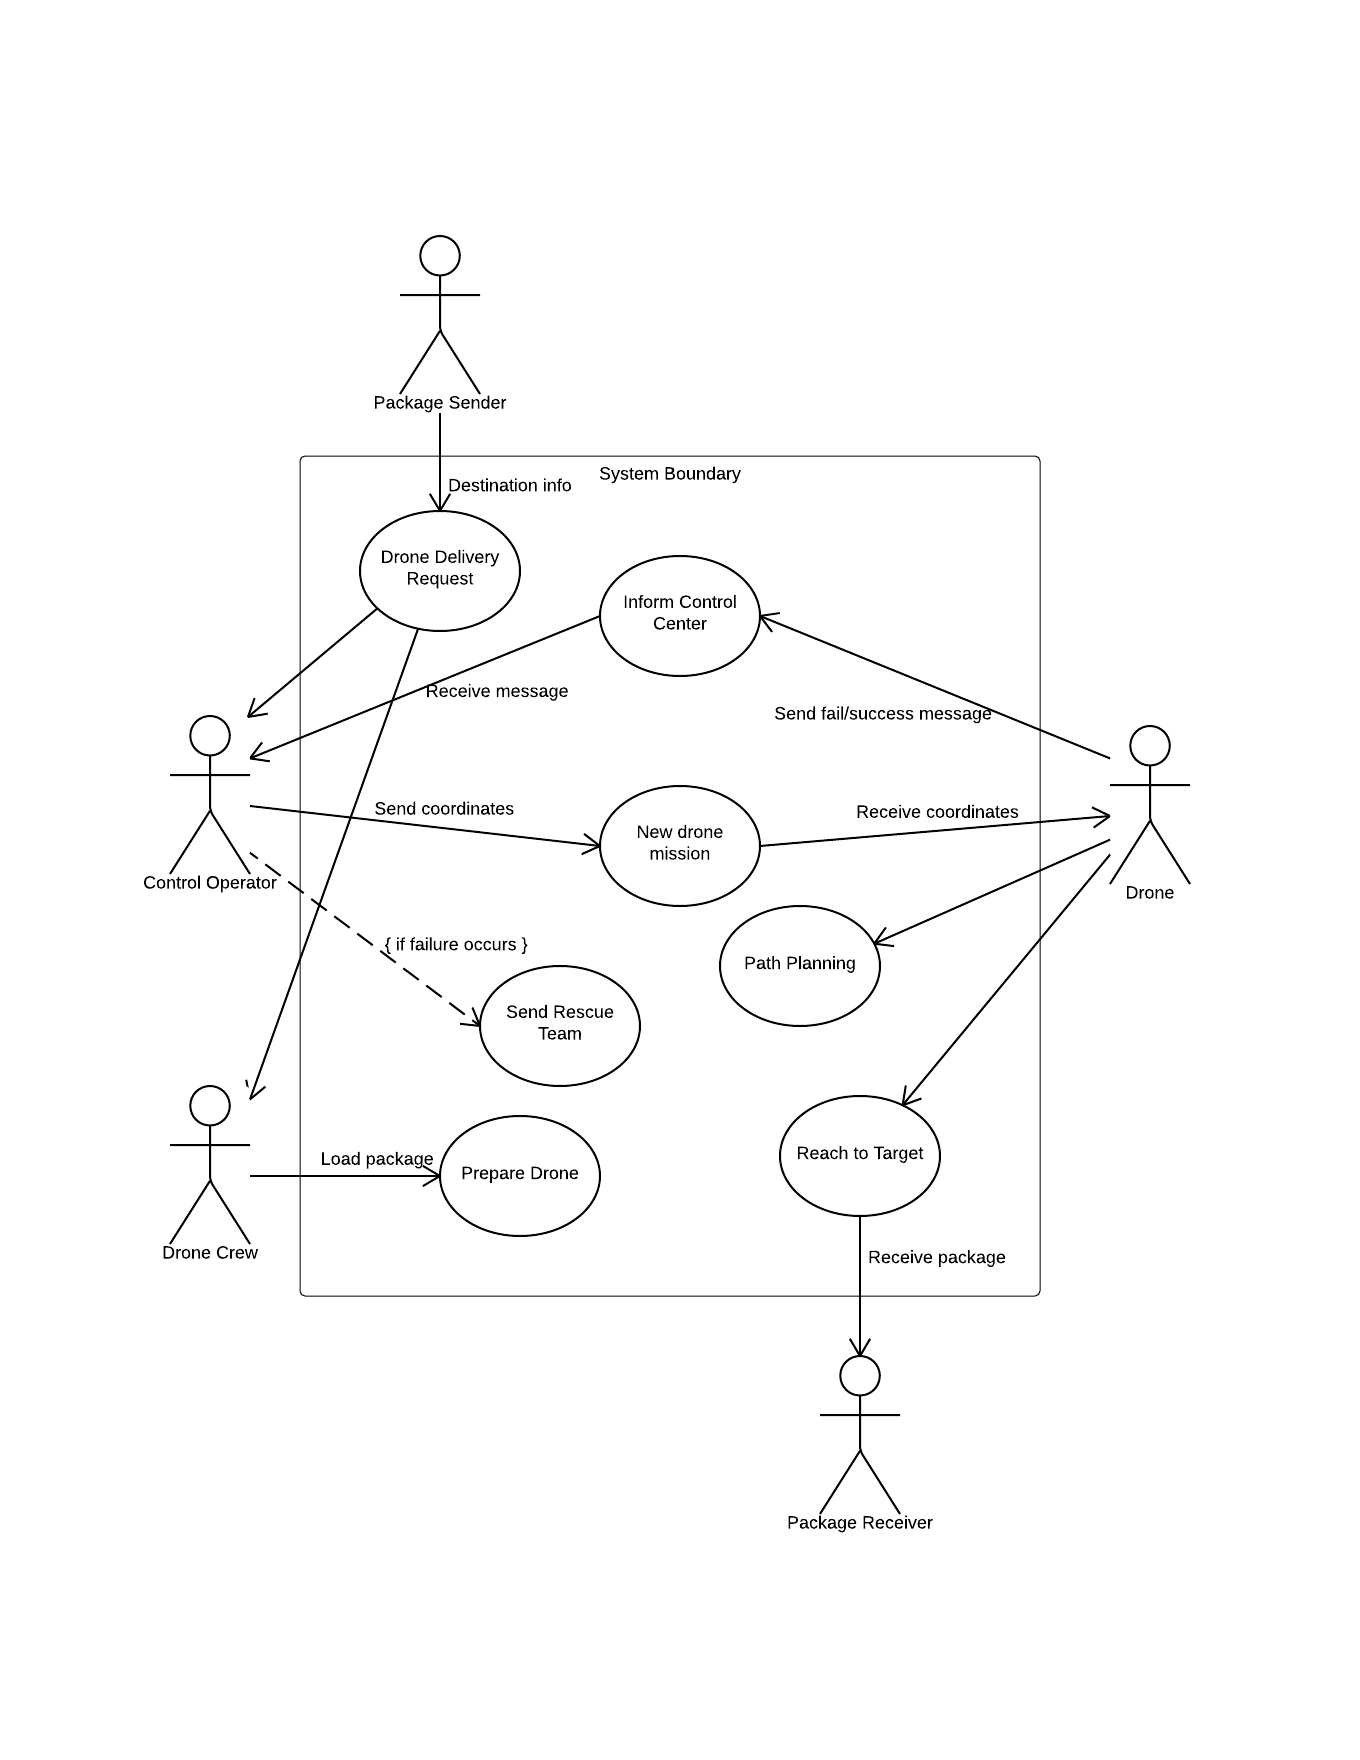 Package Sender
System Boundary
Destination info
Drone Delivery
Request
Inform Control
Center
Receive message
Send fail/success message
Send coordinates
Receive coordinates
New drone
mission
Control Operator
Drone
{ if failure occurs }
Path Planning
Send Rescue
Team
Load package
Prepare Drone
Reach to Target
Drone Crew
Receive package
Package Receiver